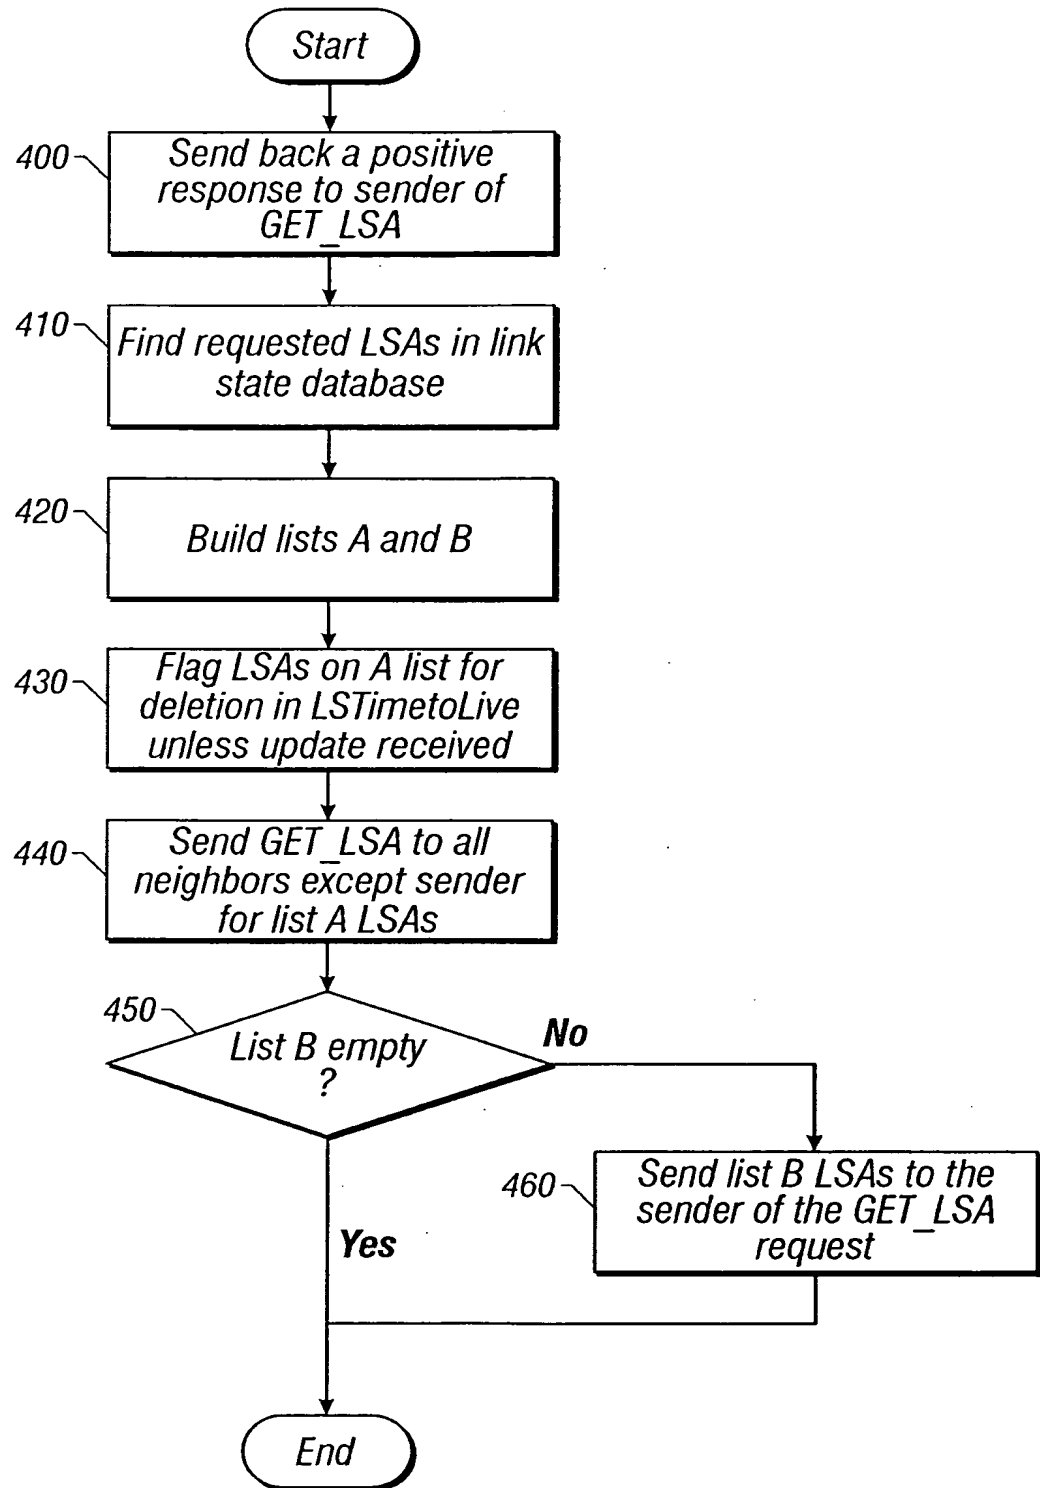 Start
400
Send back a positive
response to sender of
GET_LSA
410
Find requested LSAs in link
state database
420
Build lists A and B
430
Flag LSAs on A list for
deletion in LSTimetoLive
unless update received
440
Send GET_LSA to all
neighbors except sender
for list A LSAs
450
List B empty
?
No
460
Send list B LSAs to the
sender of the GET_LSA
request
Yes
End